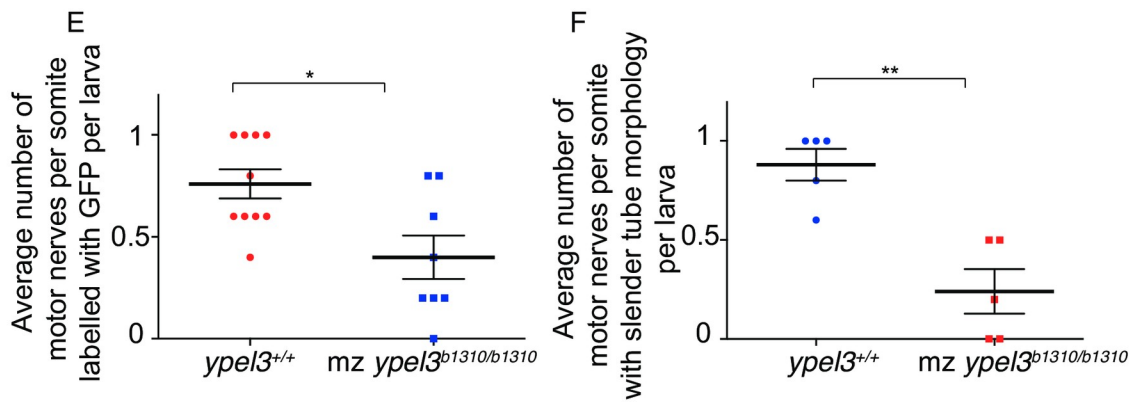 E
Average number of
motor nerves per somite
labelled with GFP per larva
*
1
0.5
0
ypel3+/+
mz ypel3b1310/b1310
F
Average number of
motor nerves per somite
with slender tube morphology
per larva
**
1
0.5
0
ypel3+/+
mz ypel3b1310/b1310